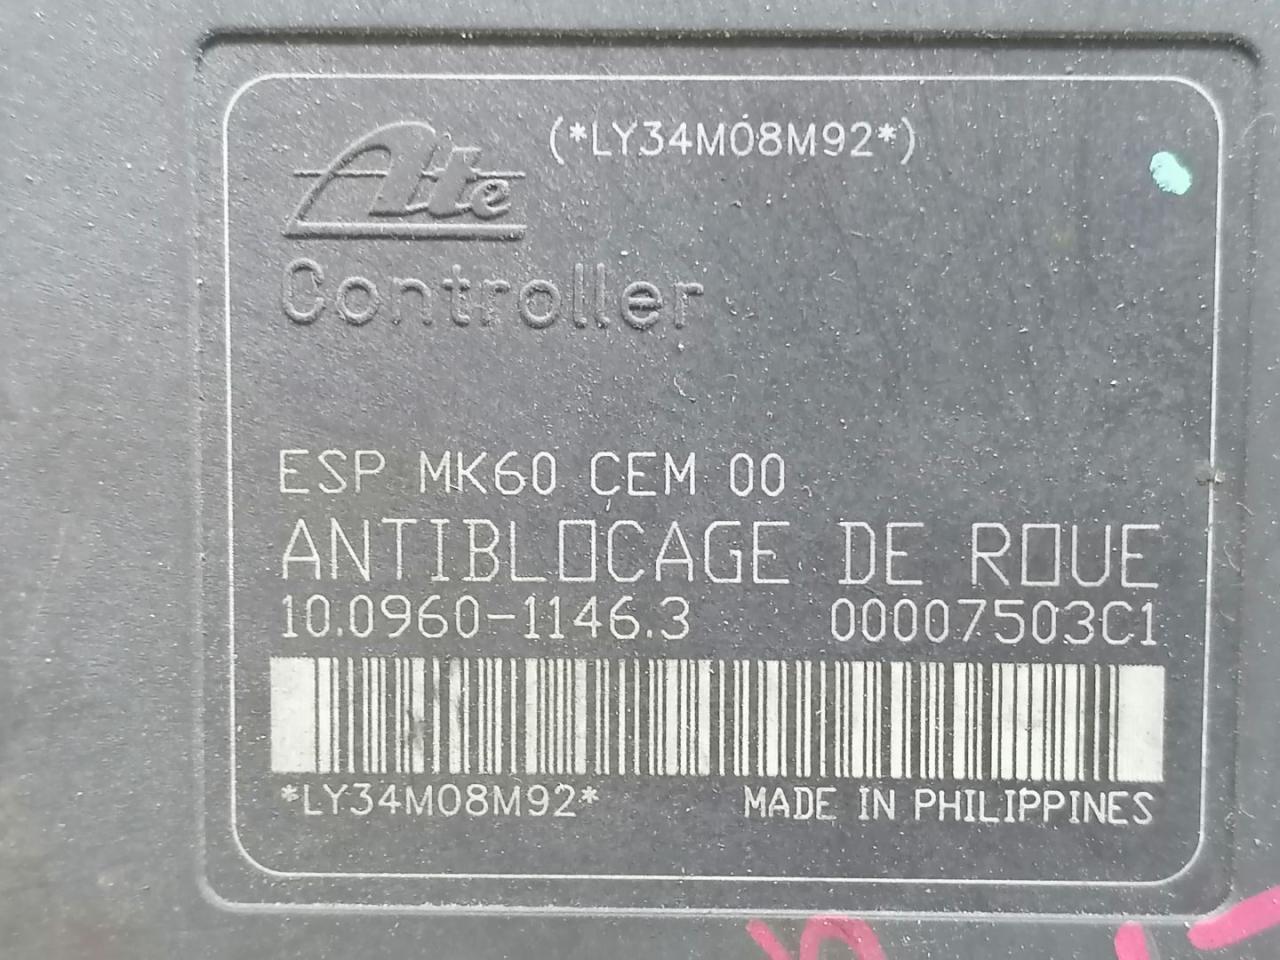 (*LY34M08M92*)
Ate
Controller
ESP MK60 CEM 00
ANTIBLOCAGE DE ROUE
10.0960-1146.3 00007503C1
*LY34M08M92* MADE IN PHILIPPINES